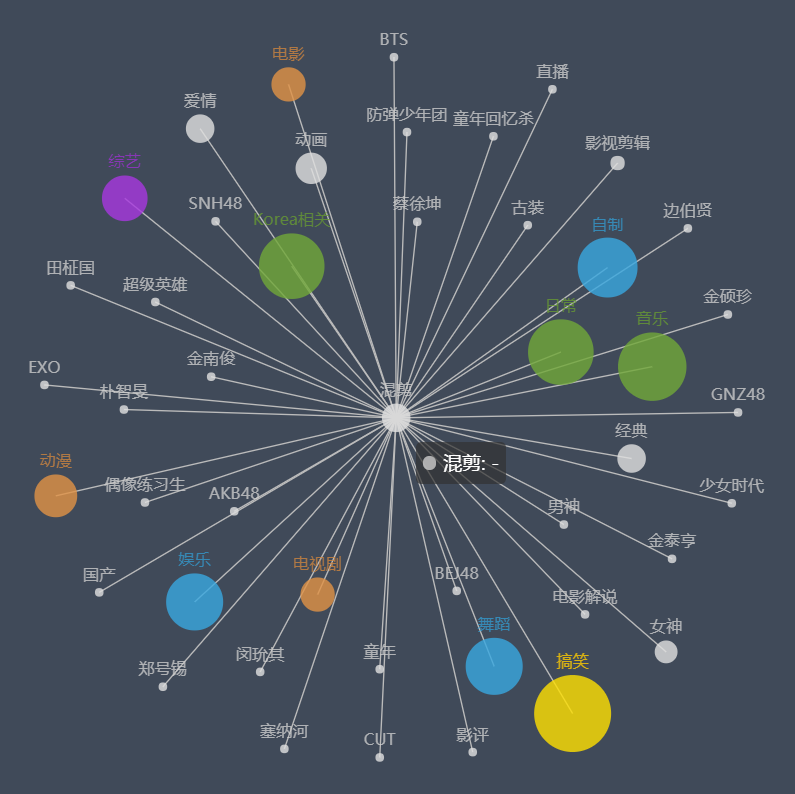 BTS
电影
直播
爱情
防弹少年团
童年回忆杀
动画
影视剪辑
综艺
SNH48
Korea相关
蔡徐坤
古装
边伯贤
自制
田柾国
超级英雄
金硕珍
日常
音乐
EXO
金南俊
朴智旻
混剪
GNZ48
经典
混剪: -
动漫
偶像练习生
AKB48
少女时代
男神
金泰亨
国产
娱乐
电视剧
BEJ48
电影解说
女神
舞蹈
郑号锡
闵玧其
童年
搞笑
塞纳河
CUT
影评